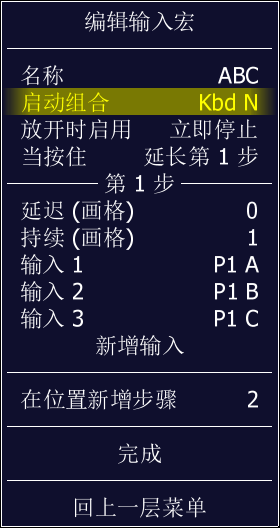 编辑输入宏
名称 ABC
启动组合 Kbd N
放开时启用 立即停止
当按住 延长第 1 步
第 1 步
延迟 (画格) 0
持续 (画格) 1
输入 1 P1 A
输入 2 P1 B
输入 3 P1 C
新增输入
在位置新增步骤 2
完成
回上一层菜单